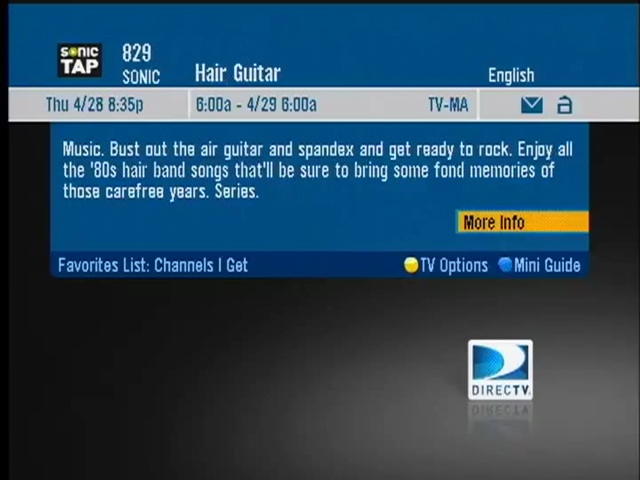 SONIC TAP
829
SONIC
Hair Guitar
English
Thu 4/28 8:35p
6:00a - 4/29 6:00a
TV-MA
Music. Bust out the air guitar and spandex and get ready to rock. Enjoy all
the '80s hair band songs that'll be sure to bring some fond memories of
those carefree years. Series.
More Info
Favorites List: Channels I Get
TV Options
Mini Guide
DIRECTV